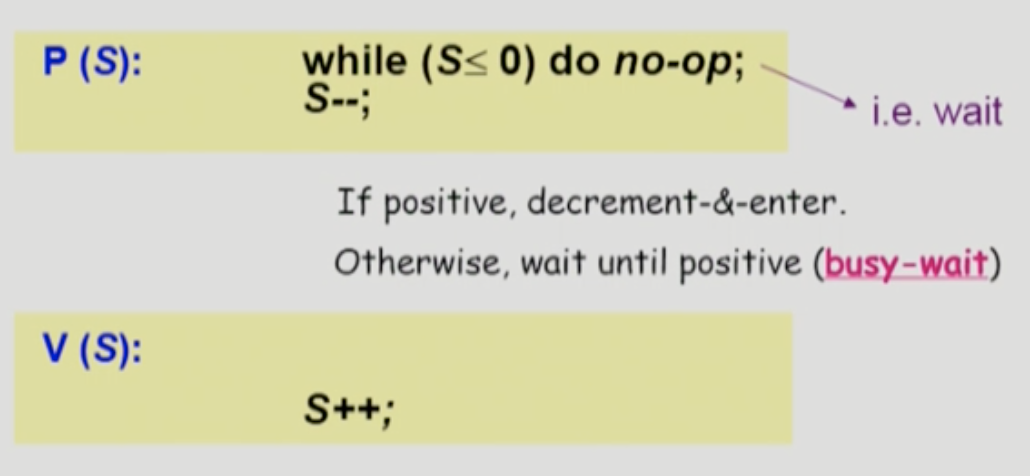 P (S): while (S≤ 0) do no-op;
S--;
i.e. wait
If positive, decrement-&-enter.
Otherwise, wait until positive (busy-wait)
V (S):
S++;